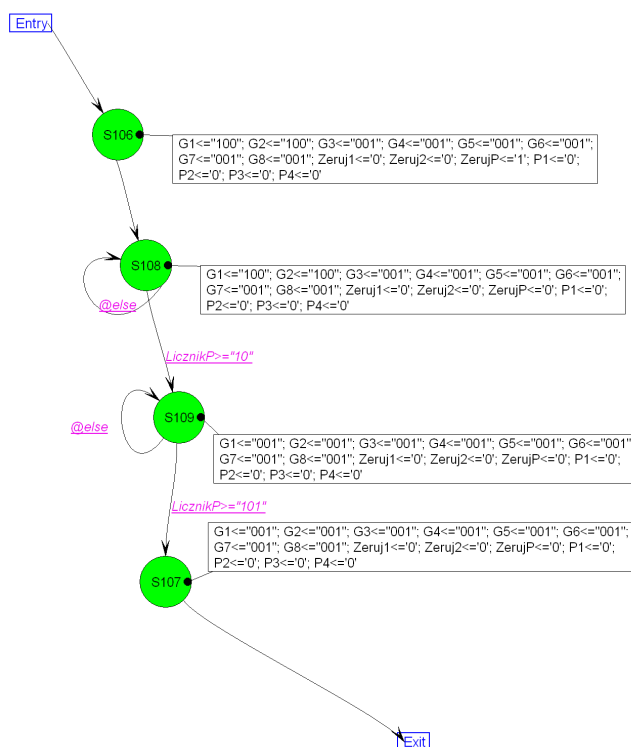 Entry
S106
G1<="100"; G2<="100"; G3<="001"; G4<="001"; G5<="001"; G6<="001";
G7<="001"; G8<="001"; Zeruj1<='0'; Zeruj2<='0'; ZerujP<='1'; P1<='0';
P2<='0'; P3<='0'; P4<='0'
S108
G1<="100"; G2<="100"; G3<="001"; G4<="001"; G5<="001"; G6<="001";
G7<="001"; G8<="001"; Zeruj1<='0'; Zeruj2<='0'; ZerujP<='0'; P1<='0';
P2<='0'; P3<='0'; P4<='0'
@else
LicznikP>="10"
S109
@else
G1<="001"; G2<="001"; G3<="001"; G4<="001"; G5<="001"; G6<="001"
G7<="001"; G8<="001"; Zeruj1<='0'; Zeruj2<='0'; ZerujP<='0'; P1<='0';
P2<='0'; P3<='0'; P4<='0'
LicznikP>="101"
G1<="001"; G2<="001"; G3<="001"; G4<="001"; G5<="001"; G6<="001";
G7<="001"; G8<="001"; Zeruj1<='0'; Zeruj2<='0'; ZerujP<='0'; P1<='0';
P2<='0'; P3<='0'; P4<='0'
S107
Exit